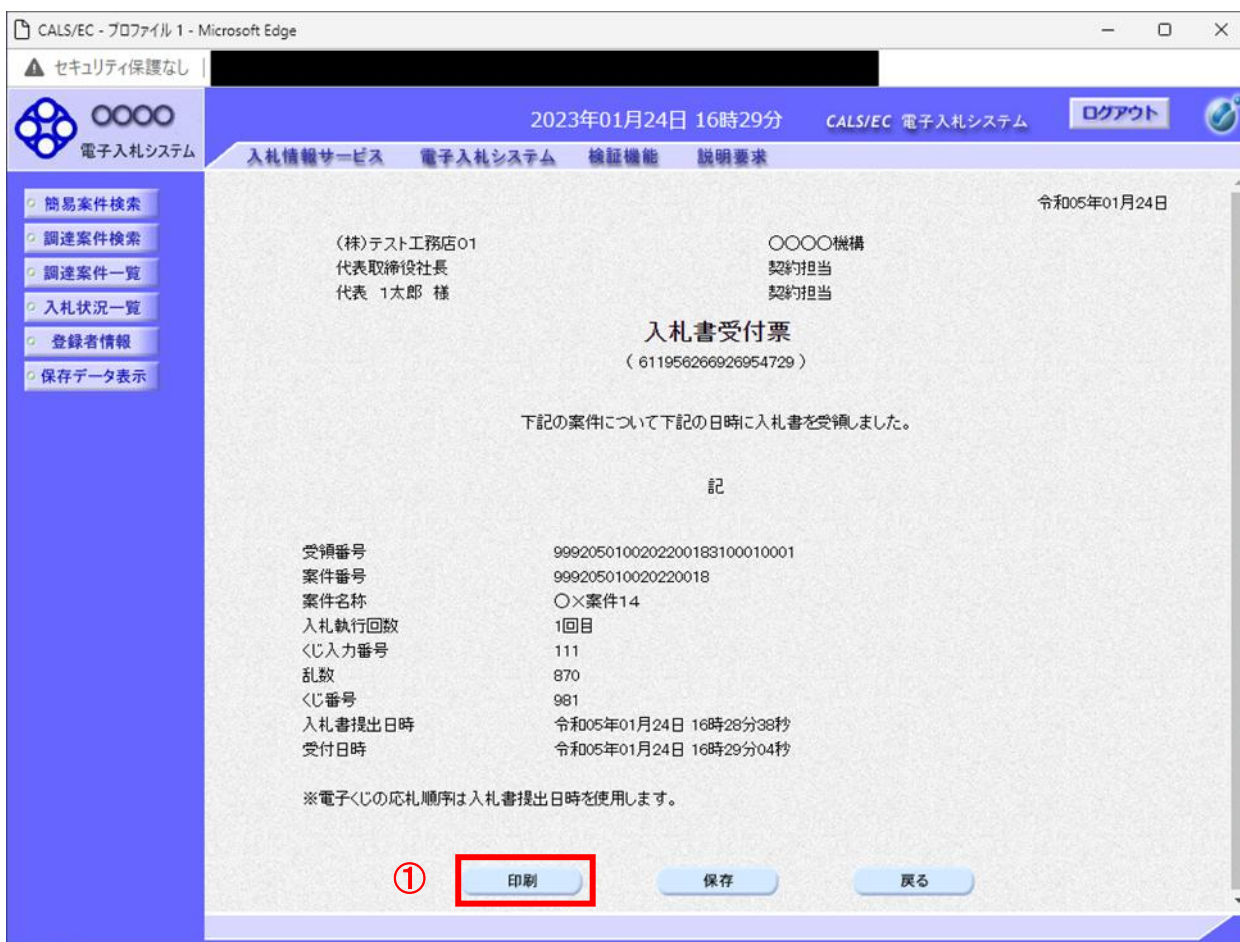 CALS/EC - プロファイル 1 - Microsoft Edge
セキュリティ保護なし
〇〇〇〇
電子入札システム
2023年01月24日 16時29分
CALS/EC 電子入札システム
ログアウト
入札情報サービス 電子入札システム 検証機能 説明要求
簡易案件検索
調達案件検索
調達案件一覧
入札状況一覧
登録者情報
保存データ表示
令和05年01月24日
(株)テスト工務店01
代表取締役社長
代表 1太郎 様
〇〇〇〇機構
契約担当
契約担当
入札書受付票
( 611956266926954729 )
下記の案件について下記の日時に入札書を受領しました。
記
受領番号 99920501002022001831000​10001
案件番号 999205010020220018
案件名称 〇×案件14
入札執行回数 1回目
くじ入力番号 111
乱数 870
くじ番号 981
入札書提出日時 令和05年01月24日 16時28分38秒
受付日時 令和05年01月24日 16時29分04秒
※電子くじの応札順序は入札書提出日時を使用します。
① 印刷 保存 戻る